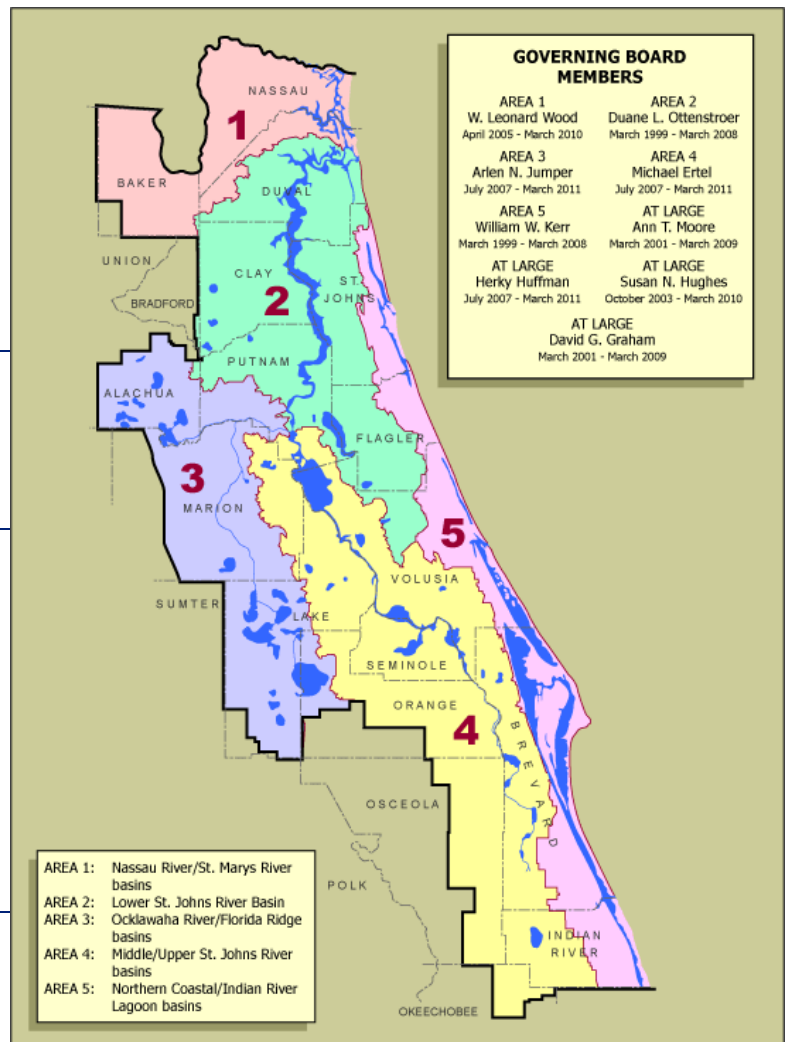 GOVERNING BOARD
MEMBERS
AREA 1
W. Leonard Wood
April 2005 - March 2010
AREA 2
Duane L. Ottenstroer
March 1999 - March 2008
AREA 3
Arlen N. Jumper
July 2007 - March 2011
AREA 4
Michael Ertel
July 2007 - March 2011
AREA 5
William W. Kerr
March 1999 - March 2008
AT LARGE
Ann T. Moore
March 2001 - March 2009
AT LARGE
Herky Huffman
July 2007 - March 2011
AT LARGE
Susan N. Hughes
October 2003 - March 2010
AT LARGE
David G. Graham
March 2001 - March 2009
NASSAU
1
BAKER
DUVAL
UNION
CLAY
ST.
JOHNS
BRADFORD
2
PUTNAM
ALACHUA
FLAGLER
3
MARION
5
VOLUSIA
SUMTER
LAKE
SEMINOLE
ORANGE
4
BREVARD
OSCEOLA
POLK
INDIAN
RIVER
OKEECHOBEE
AREA 1: Nassau River/St. Marys River
basins
AREA 2: Lower St. Johns River Basin
AREA 3: Ocklawaha River/Florida Ridge
basins
AREA 4: Middle/Upper St. Johns River
basins
AREA 5: Northern Coastal/Indian River
Lagoon basins